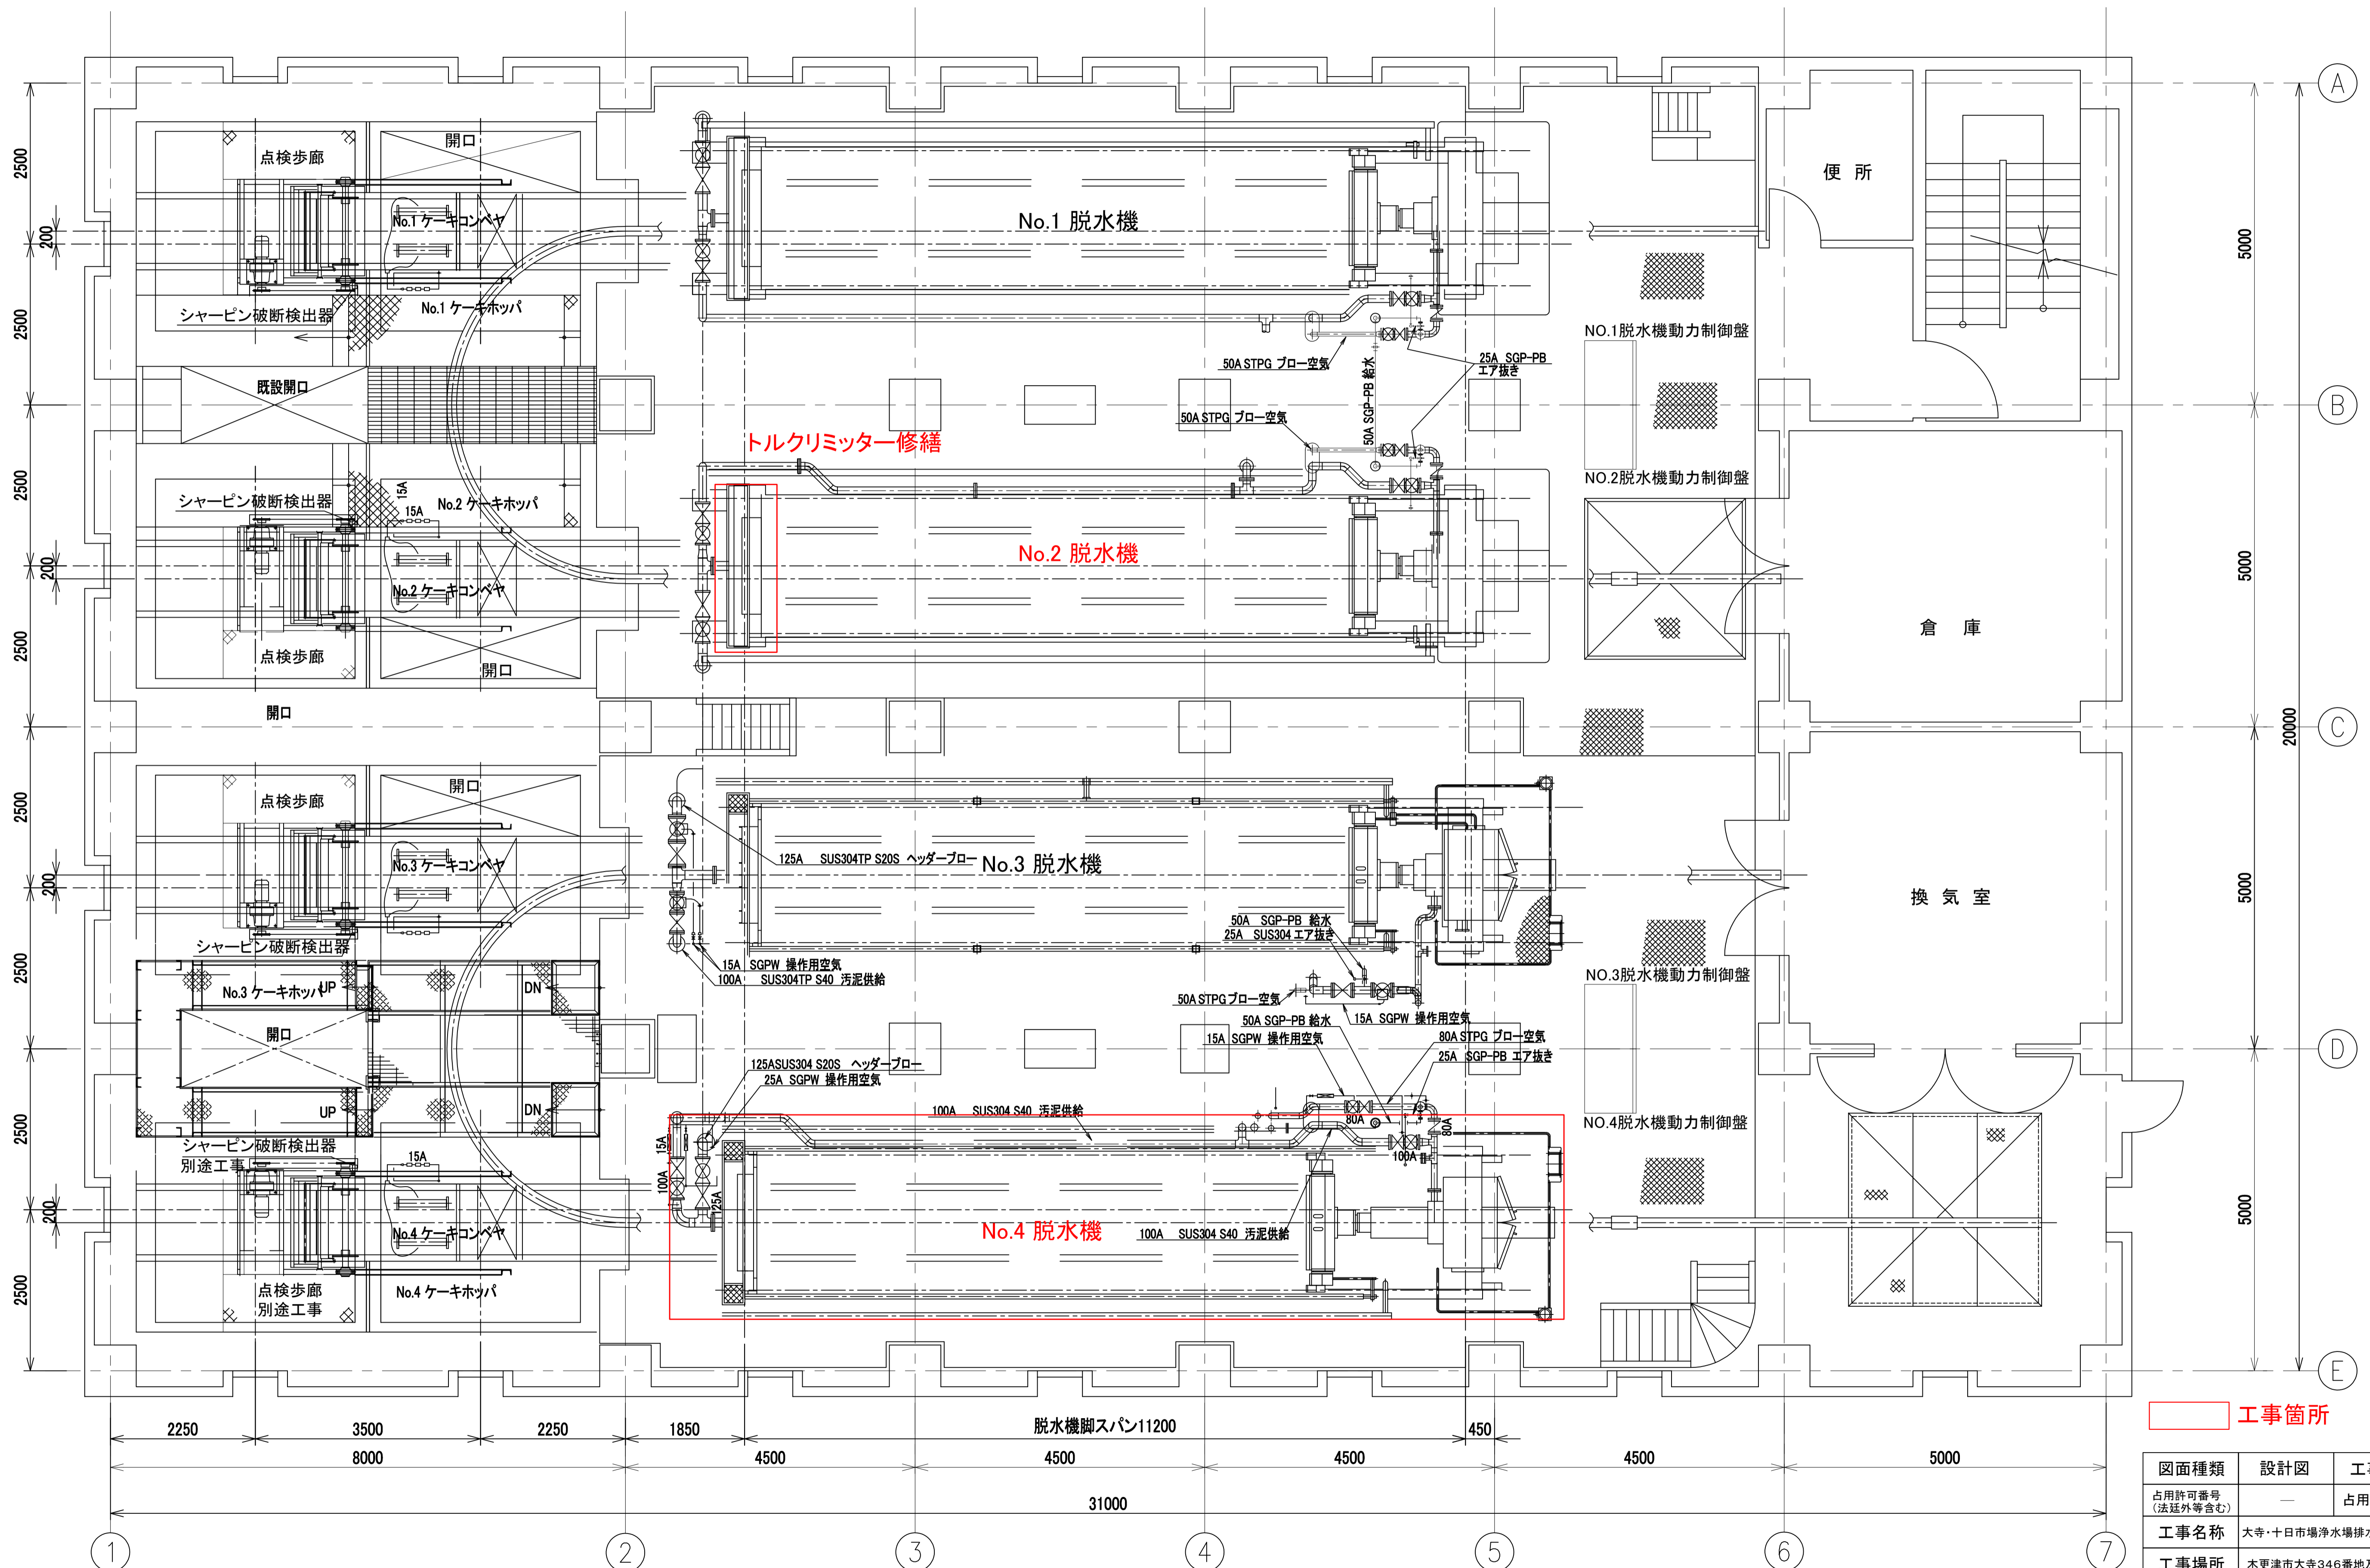 A
2500
開口
点検歩廊
便 所
No.1 脱水機
200
No.1 ケーキコンベヤ
5000
2500
シャーピン破断検出器
No.1 ケーキホッパ
NO.1脱水機動力制御盤
50A STPG ブロー空気
50A SGP-PB 給水
25A SGP-PB
エア抜き
既設開口
B
50A STPG ブロー空気
トルクリミッター修繕
2500
シャーピン破断検出器
15A
15A
No.2 ケーキホッパ
NO.2脱水機動力制御盤
No.2 脱水機
200
No.2 ケーキコンベヤ
5000
倉 庫
2500
点検歩廊
開口
開口
C
20000
2500
点検歩廊
開口
125A SUS304TP S20S ヘッダーブロー
No.3 脱水機
No.3 ケーキコンベヤ
200
5000
換 気 室
50A SGP-PB 給水
25A SUS304 エア抜き
シャーピン破断検出器
2500
15A SGPW 操作用空気
100A SUS304TP S40 汚泥供給
NO.3脱水機動力制御盤
No.3 ケーキホッパ
UP
DN
50A STPGブロー空気
15A SGPW 操作用空気
50A SGP-PB 給水
開口
15A SGPW 操作用空気
80A STPG ブロー空気
D
25A SGP-PB エア抜き
125ASUS304 S20S ヘッダーブロー
25A SGPW 操作用空気
2500
UP
DN
100A SUS304 S40 汚泥供給
80A
80A
NO.4脱水機動力制御盤
シャーピン破断検出器
別途工事
15A
15A
100A
100A
125A
200
5000
No.4 ケーキコンベヤ
No.4 脱水機
100A SUS304 S40 汚泥供給
2500
点検歩廊
別途工事
No.4 ケーキホッパ
E
工事箇所
2250
3500
2250
1850
脱水機脚スパン11200
450
8000
4500
4500
4500
4500
5000
31000
図面種類
設計図
占用許可番号
(法廷外等含む)
—
占用
工事名称
大寺・十日市場浄水場排
工事場所
木更津市大寺346番地
1
2
3
4
5
6
7